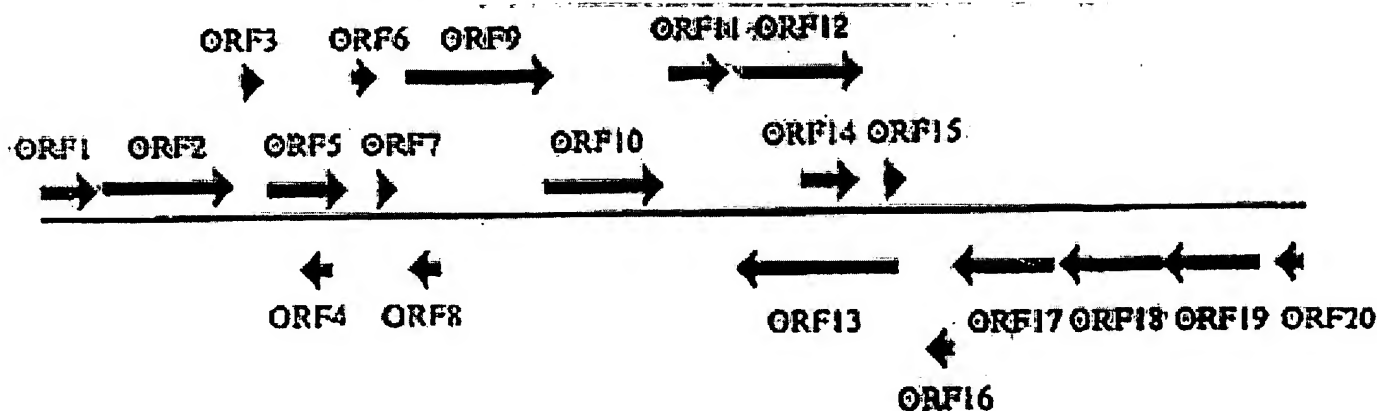 ORF3 ORF6 ORF9 ORF11 ORF12
ORF1 ORF2 ORF5 ORF7 ORF10 ORF14 ORF15
ORF4 ORF8 ORF13 ORF17 ORF18 ORF19 ORF20
ORF16